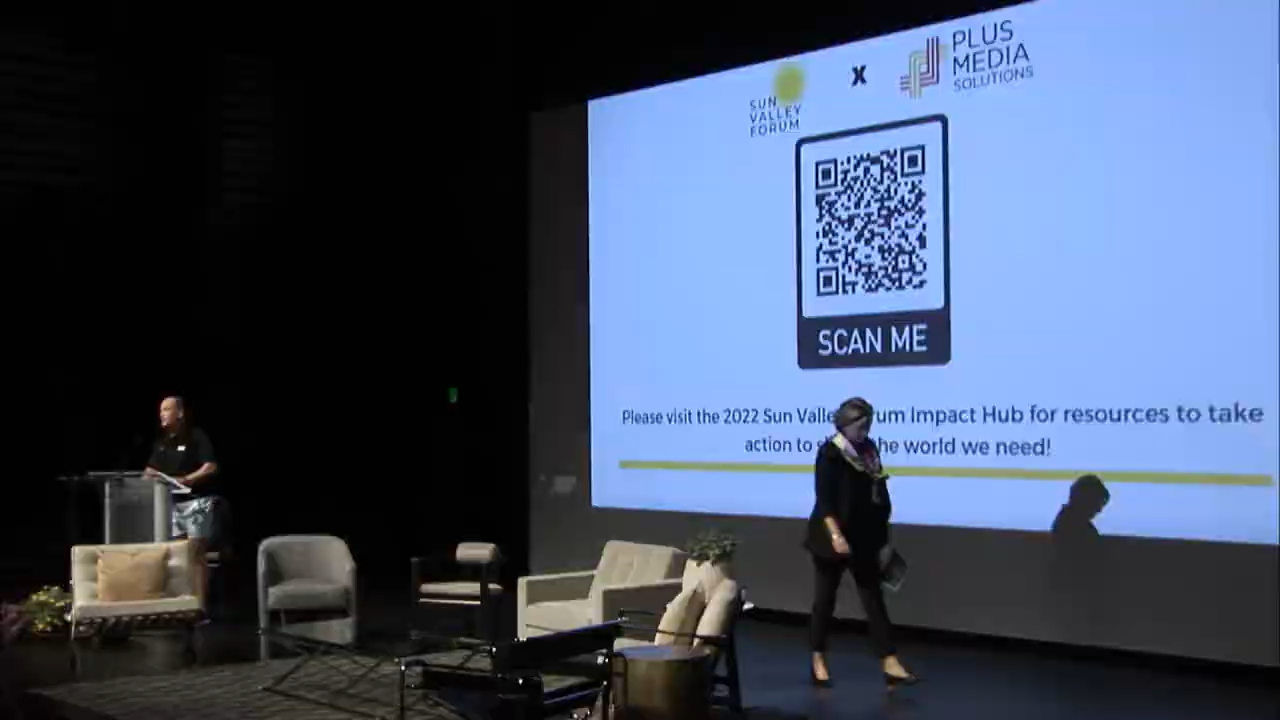 SUN
VALLEY
FORUM
X
PLUS
MEDIA
SOLUTIONS
SCAN ME
Please visit the 2022 Sun Valle um Impact Hub for resources to take
action to s he world we need!